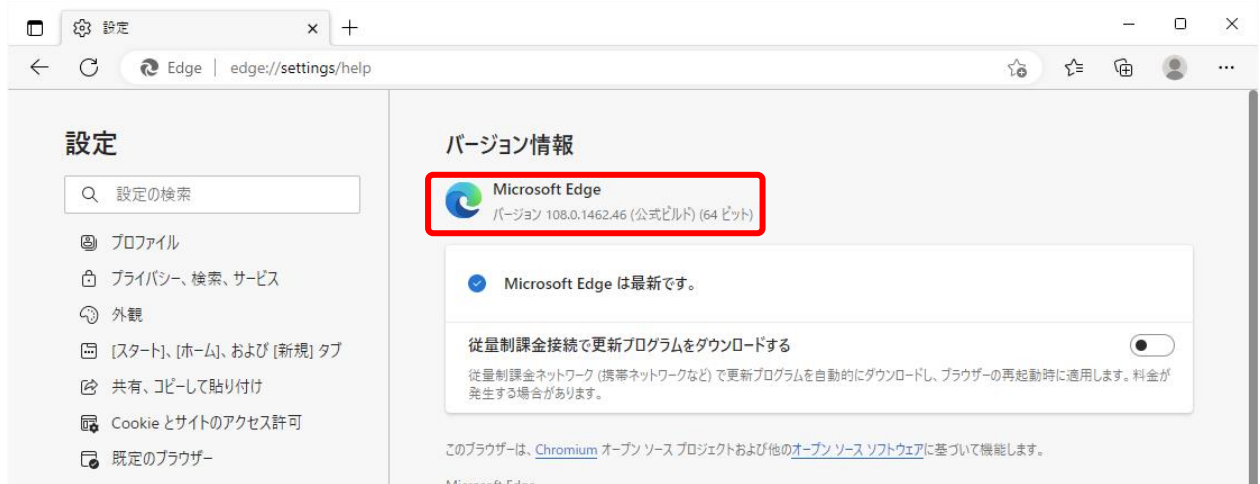 設定
Edge | edge://settings/help
設定
設定の検索
プロファイル
プライバシー、検索、サービス
外観
[スタート]、[ホーム]、および [新規] タブ
共有、コピーして貼り付け
Cookie とサイトのアクセス許可
既定のブラウザー
バージョン情報
Microsoft Edge
バージョン 108.0.1462.46 (公式ビルド) (64 ビット)
Microsoft Edge は最新です。
従量制課金接続で更新プログラムをダウンロードする
従量制課金ネットワーク (携帯ネットワークなど) で更新プログラムを自動的にダウンロードし、ブラウザーの再起動時に適用します。料金が
発生する場合があります。
このブラウザーは、Chromium オープン ソース プロジェクトおよび他のオープン ソース ソフトウェアに基づいて機能します。
Microsoft Edge